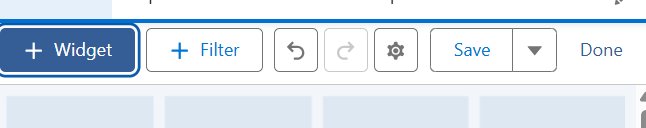 + Widget + Filter Save Done